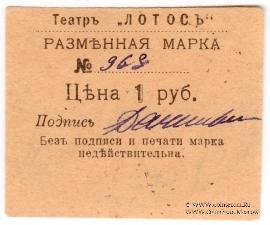 Театръ „ЛОТОСЪ"
РАЗМѢННАЯ МАРКА
№ 968
Цѣна 1 руб.
Подпись
Безъ подписи и печати марка
недѣйствительна.